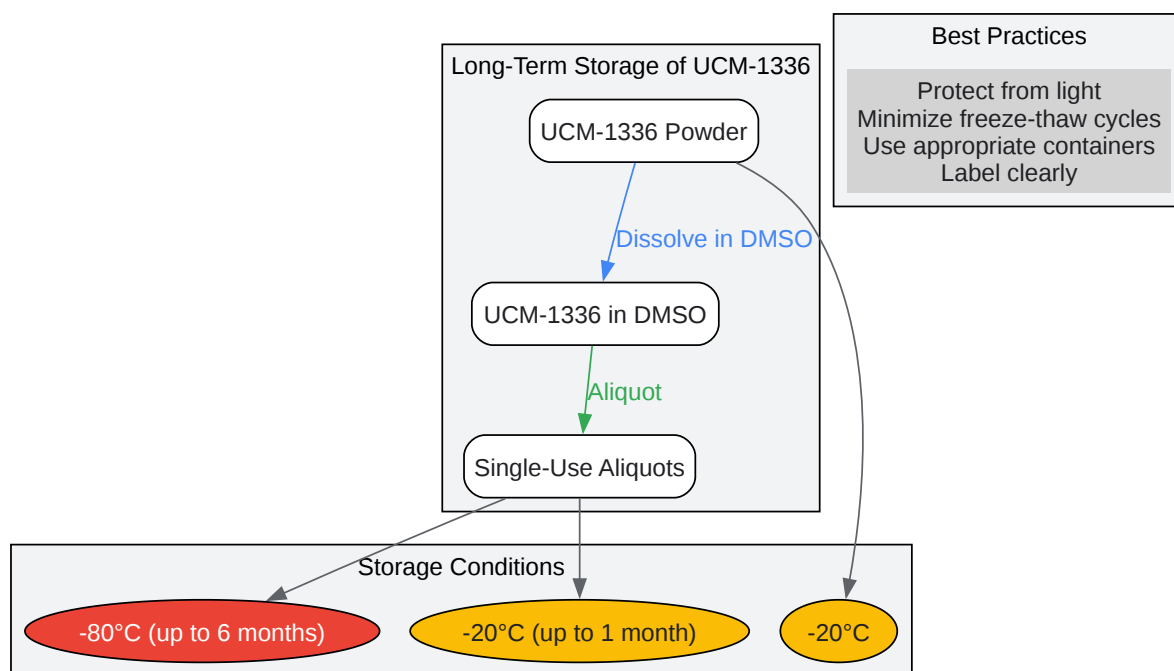 Best Practices
Protect from light
Minimize freeze-thaw cycles
Use appropriate containers
Label clearly
Long-Term Storage of UCM-1336
UCM-1336 Powder
Dissolve in DMSO
UCM-1336 in DMSO
Aliquot
Single-Use Aliquots
Storage Conditions
-80°C (up to 6 months)
-20°C (up to 1 month)
-20°C